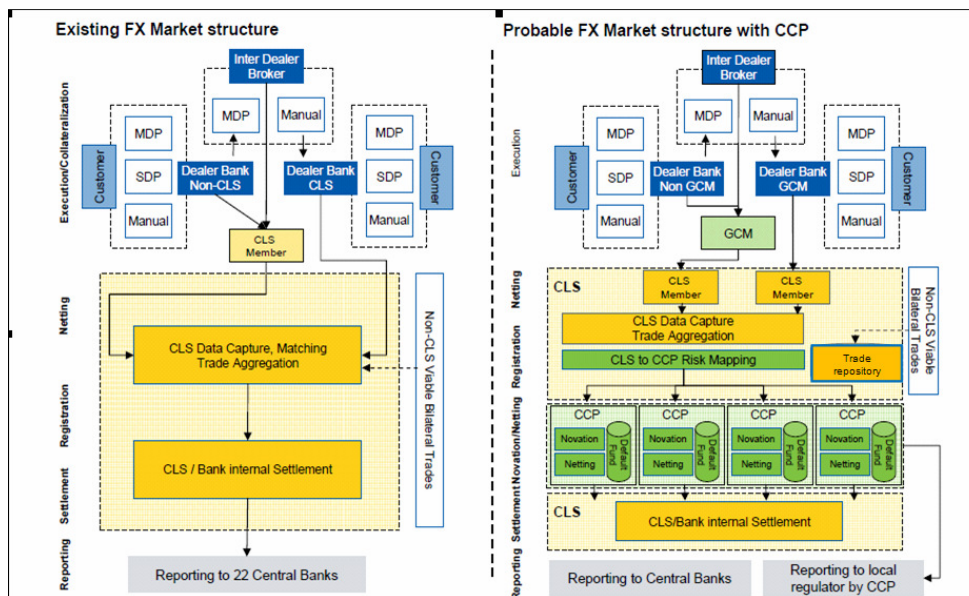 Existing FX Market structure
Inter Dealer
Broker
MDP
Manual
MDP
SDP
Manual
Customer
Dealer Bank
Non-CLS
Dealer Bank
CLS
MDP
SDP
Manual
Customer
CLS
Member
CLS Data Capture, Matching
Trade Aggregation
CLS / Bank internal Settlement
Non-CLS Viable Bilateral Trades
Reporting to 22 Central Banks
Execution/Collateralization
Netting
Registration
Settlement
Reporting
Probable FX Market structure with CCP
Inter Dealer
Broker
MDP
Manual
MDP
SDP
Manual
Customer
Dealer Bank
Non GCM
Dealer Bank
GCM
MDP
SDP
Manual
Customer
GCM
CLS
CLS
Member
CLS
Member
CLS Data Capture
Trade Aggregation
CLS to CCP Risk Mapping
Trade
repository
Non-CLS Viable
Bilateral Trades
CCP
Novation
Netting
Default
Fund
CCP
Novation
Netting
Default
Fund
CCP
Novation
Netting
Default
Fund
CCP
Novation
Netting
Default
Fund
CLS
CLS/Bank internal Settlement
Reporting to Central Banks
Reporting to local
regulator by CCP
Execution
Netting
Registration
Novation/Netting
Settlement
Reporting